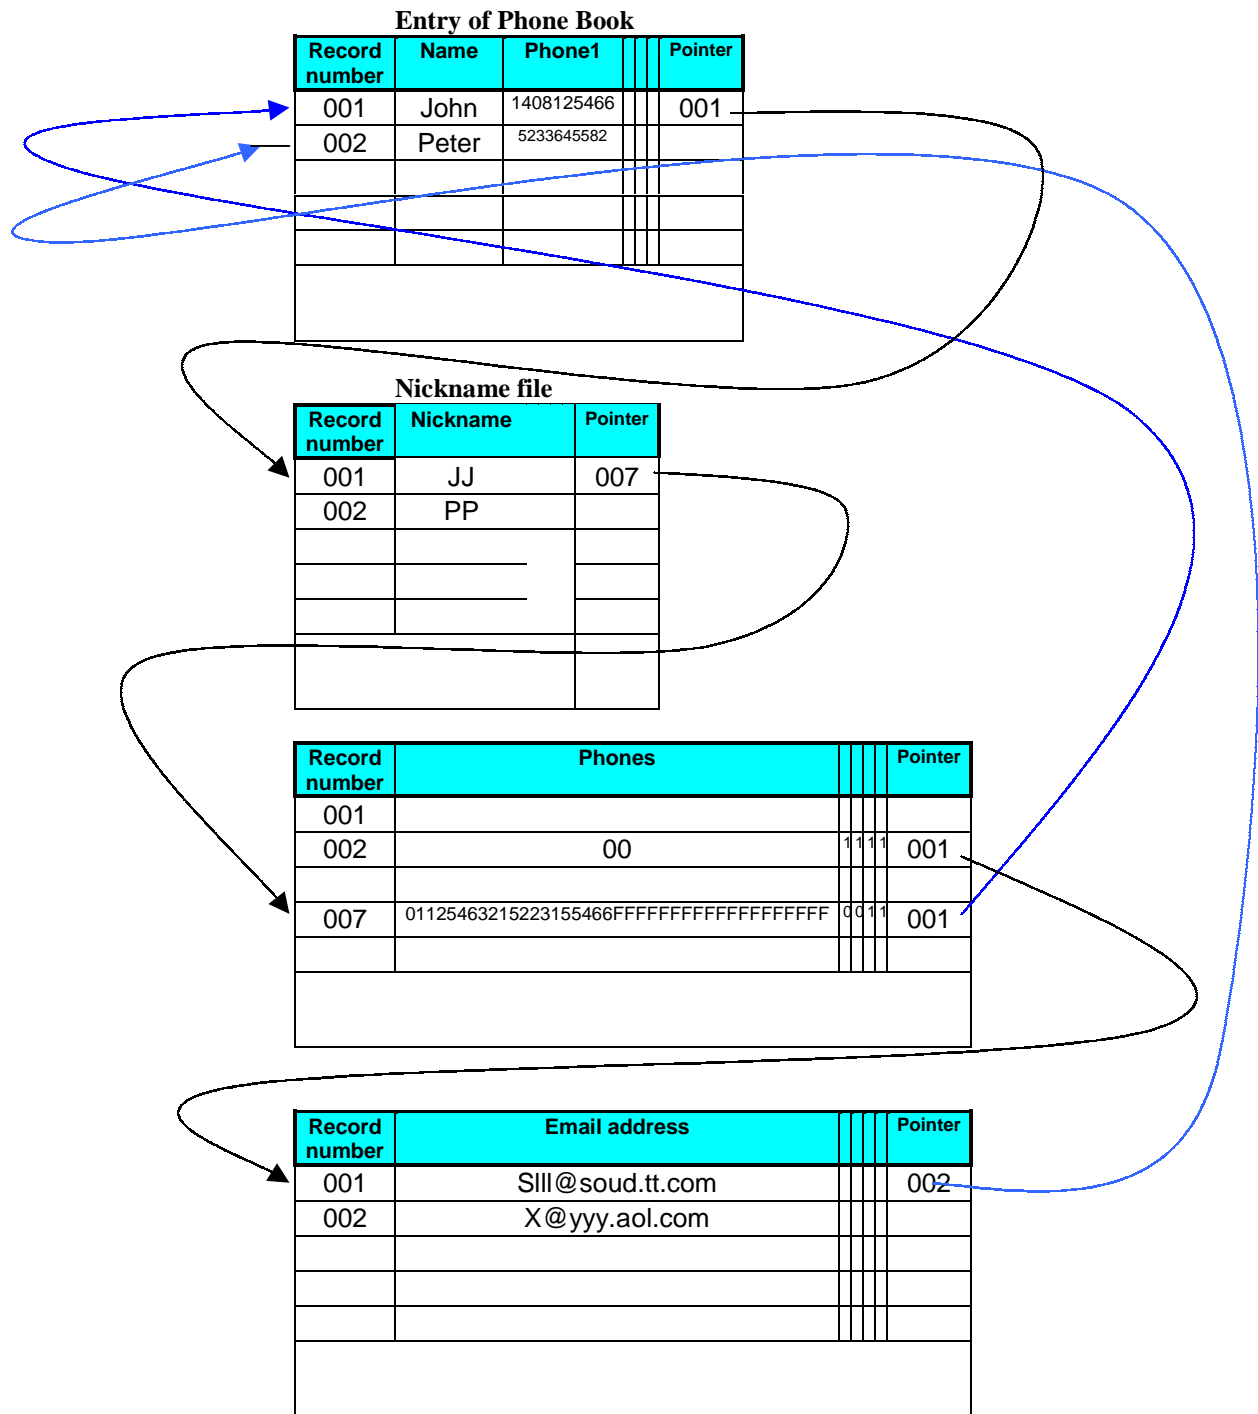 Entry of Phone Book
Record number Name Phone1 Pointer
001 John 1408125466 001
002 Peter 5233645582
Nickname file
Record number Nickname Pointer
001 JJ 007
002 PP
Record number Phones Pointer
001
002 00 1 1 1 1 001
007 01125463215223155466FFFFFFFFFFFFFFFFFFF 0 0 1 1 001
Record number Email address Pointer
001 Slll@soud.tt.com 002
002 X@yyy.aol.com